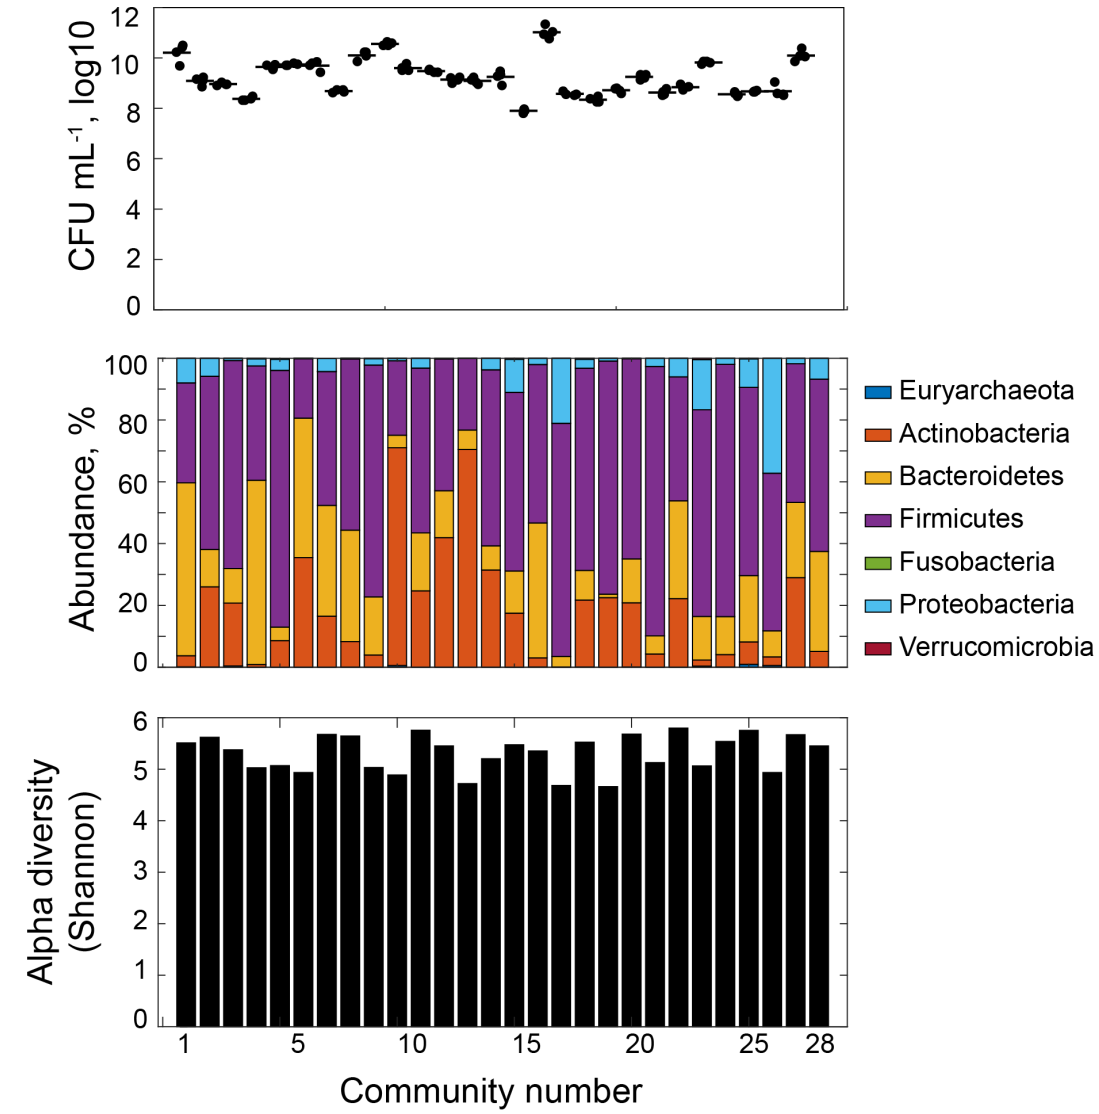 12
10
8
6
4
2
0
CFU mL-1, log10
100
80
60
40
20
0
Abundance, %
Euryarchaeota
Actinobacteria
Bacteroidetes
Firmicutes
Fusobacteria
Proteobacteria
Verrucomicrobia
6
5
4
3
2
1
0
Alpha diversity
(Shannon)
1 5 10 15 20 25 28
Community number